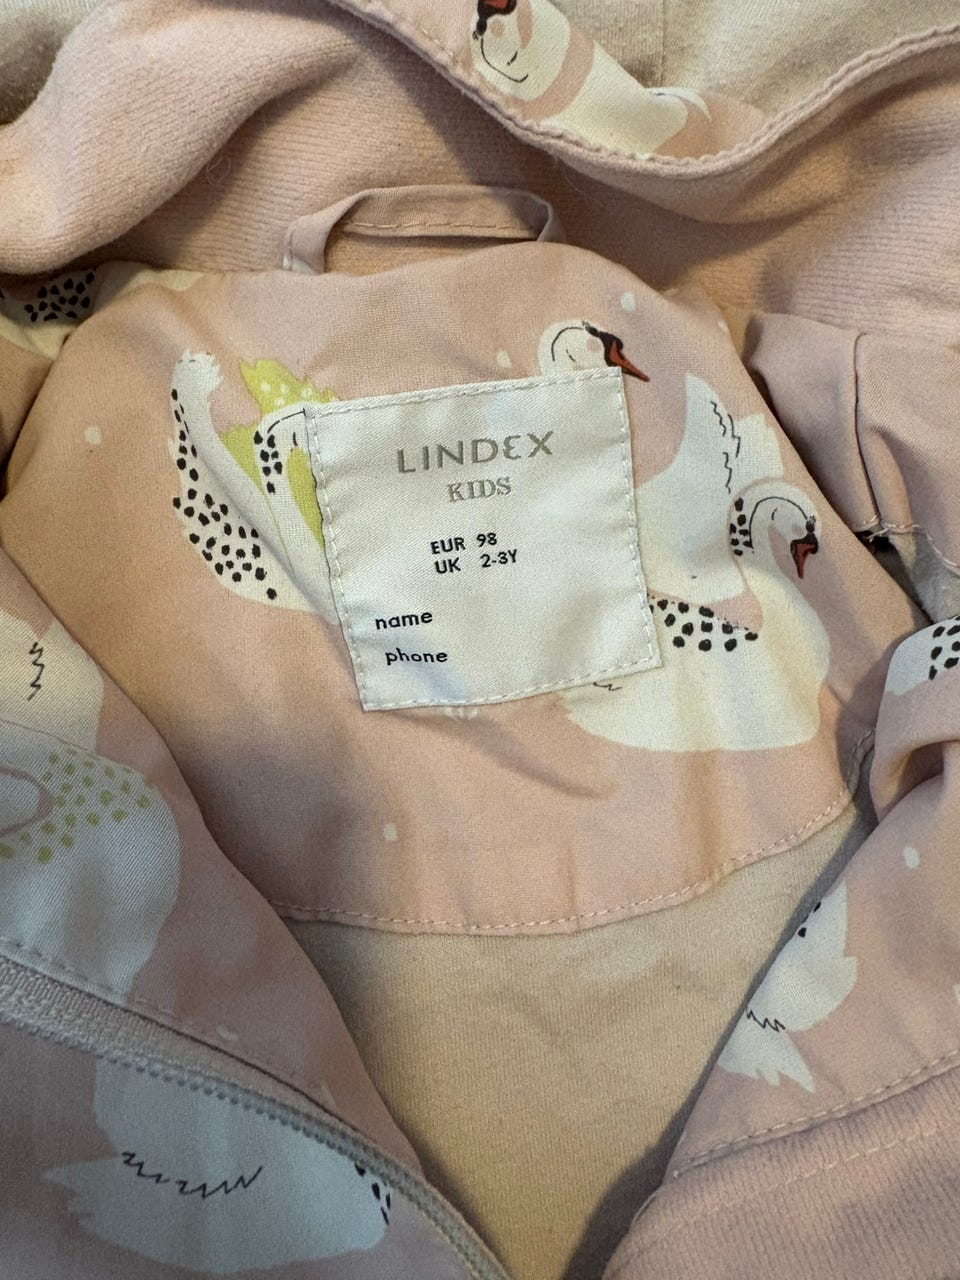 LINDEX
KIDS
EUR 98
UK 2-3Y
name
phone